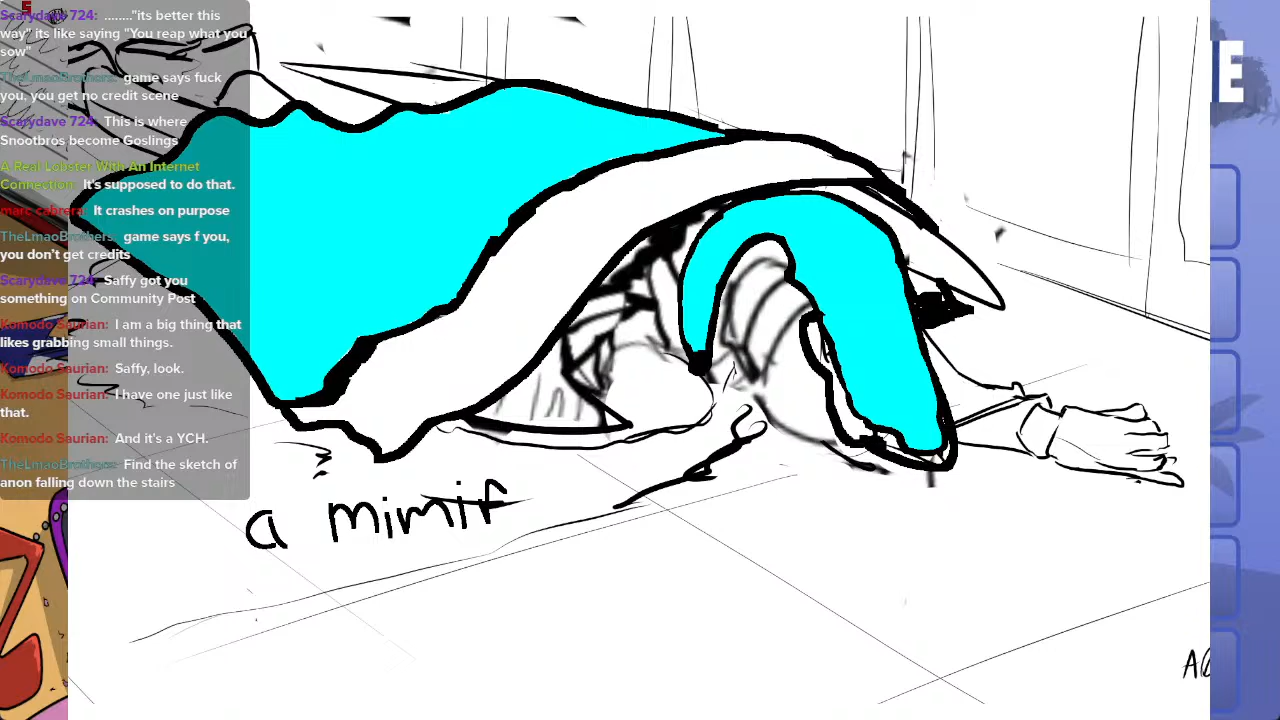 Scarydave 724: ........"its better this
way" its like saying "You reap what you
sow"
TheLmaoBrothers: game says fuck
you, you get no credit scene
Scarydave 724: This is where
Snootbros become Goslings
A Real Lobster With An Internet
Connection: It's supposed to do that.
marc cabrera: It crashes on purpose
TheLmaoBrothers: game says f you,
you don't get credits
Scarydave 724: Saffy got you
something on Community Post
Komodo Saurian: I am a big thing that
likes grabbing small things.
Komodo Saurian: Saffy, look.
Komodo Saurian: I have one just like
that.
Komodo Saurian: And it's a YCH.
TheLmaoBrothers: Find the sketch of
anon falling down the stairs
E
a mimir